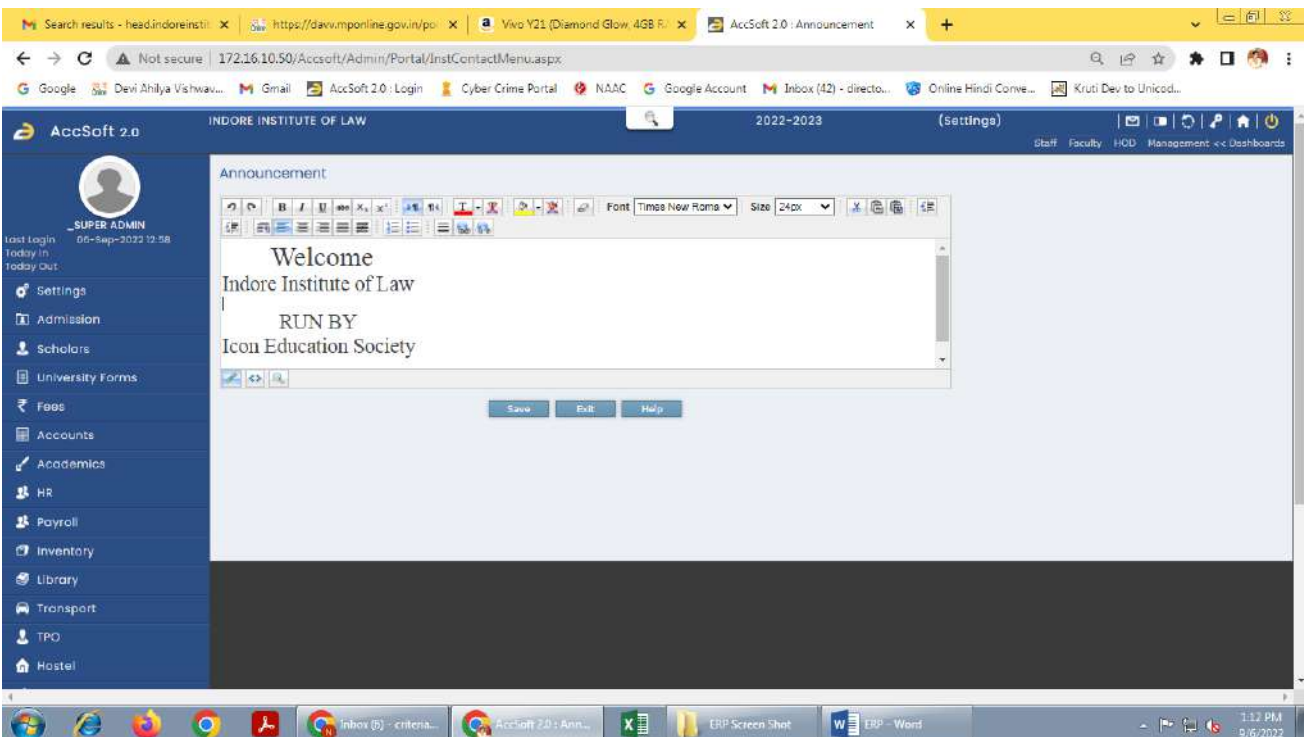 Search results - head.indoreinstit
https://davv.mponline.gov.in/po
Vivo Y21 (Diamond Glow, 4GB R
AccSoft 2.0 : Announcement
Not secure
172.16.10.50/Accsoft/Admin/Portal/InstContactMenu.aspx
Google
Devi Ahilya Vishwav...
Gmail
AccSoft 2.0 : Login
Cyber Crime Portal
NAAC
Google Account
Inbox (42) - directo...
Online Hindi Conve...
Kruti Dev to Unicod...
AccSoft 2.0
INDORE INSTITUTE OF LAW
2022-2023
(Settings)
Staff Faculty HOD Management << Dashboards
_SUPER ADMIN
Last Login 06-Sep-2022 12:58
Today In
Today Out
Settings
Admission
Scholars
University Forms
Fees
Accounts
Academics
HR
Payroll
Inventory
Library
Transport
TPO
Hostel
Announcement
Font Times New Roma Size 24px
Welcome
Indore Institute of Law
RUN BY
Icon Education Society
Save Exit Help
Inbox (6) - criteria...
AccSoft 2.0 : Ann...
ERP Screen Shot
ERP - Word
1:12 PM
9/6/2022